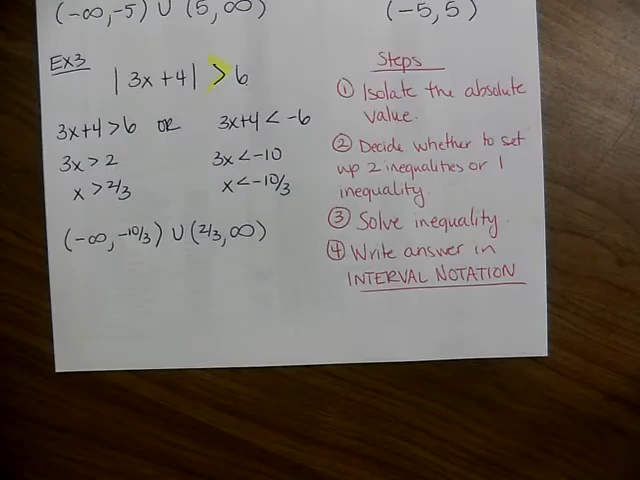 (-∞, -5) ∪ (5, ∞)
(-5, 5)
Ex3
|3x + 4| > 6
3x+4 > 6 OR 3x+4 < -6
3x > 2 3x < -10
x > 2/3 x < -10/3
(-∞, -10/3) ∪ (2/3, ∞)
Steps
① Isolate the absolute
value.
② Decide whether to set
up 2 inequalities or 1
inequality.
③ Solve inequality.
④ Write answer in
INTERVAL NOTATION